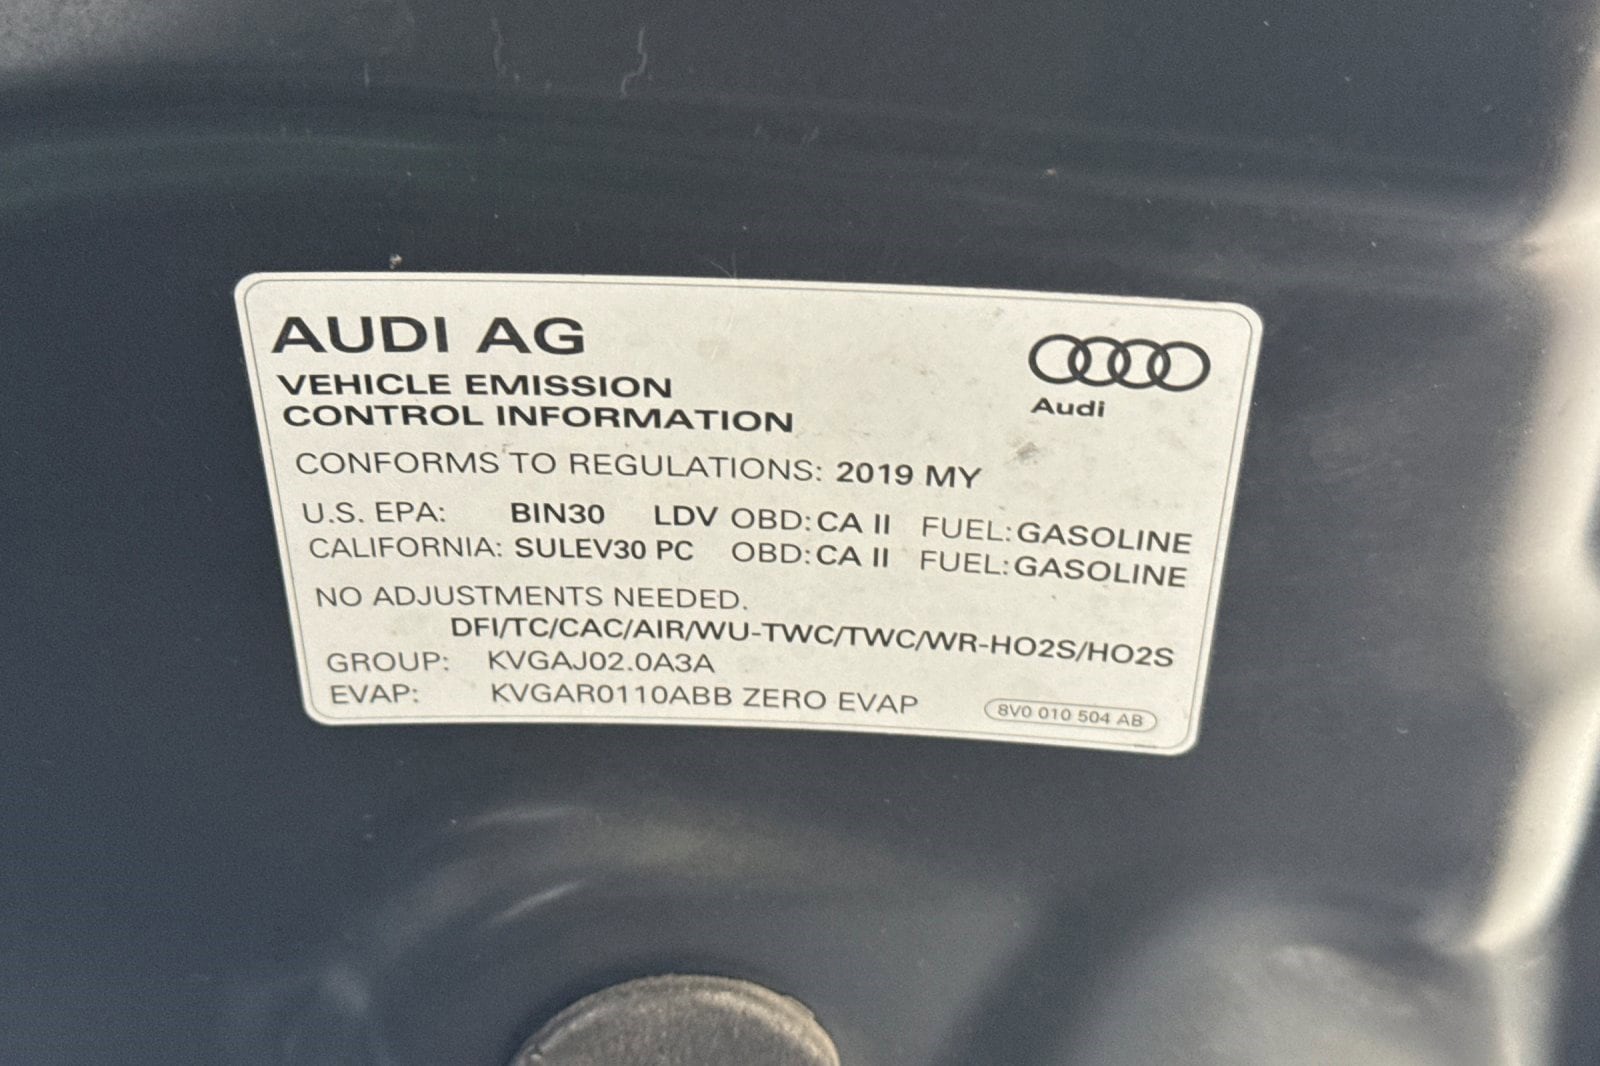 AUDI AG
Audi
VEHICLE EMISSION
CONTROL INFORMATION
CONFORMS TO REGULATIONS: 2019 MY
U.S. EPA: BIN30 LDV OBD: CA II FUEL: GASOLINE
CALIFORNIA: SULEV30 PC OBD: CA II FUEL: GASOLINE
NO ADJUSTMENTS NEEDED.
DFI/TC/CAC/AIR/WU-TWC/TWC/WR-HO2S/HO2S
GROUP: KVGAJ02.0A3A
EVAP: KVGAR0110ABB ZERO EVAP
8V0 010 504 AB